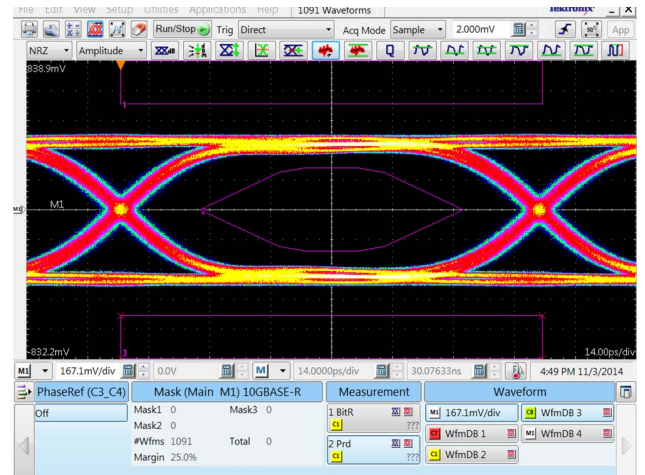 File Edit View Setup Utilities Applications Help 1091 Waveforms Tektronix
Run/Stop Trig Direct Acq Mode Sample 2.000mV 50% App
NRZ Amplitude dB Q
838.9mV
1
M1 M1 2
-832.2mV 3 14.00ps/div
M1 167.1mV/div 0.0V M 14.0000ps/div 30.07633ns 4:49 PM 11/3/2014
PhaseRef (C3_C4) Mask (Main M1) 10GBASE-R Measurement Waveform
Off Mask1 0 Mask3 0 1 BitR M1 167.1mV/div C8 WfmDB 3
Mask2 0 C1 ???
#Wfms 1091 Total 0 2 Prd WfmDB 1 M1 WfmDB 4
Margin 25.0% C1 ??? C1 WfmDB 2